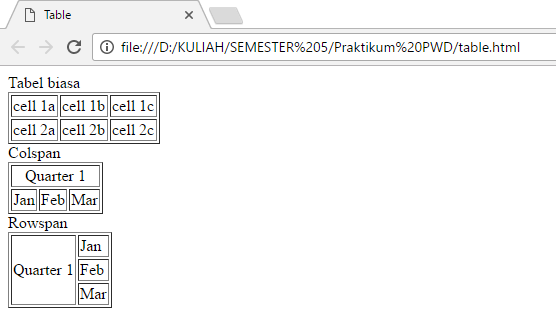 Table
file:///D:/KULIAH/SEMESTER%205/Praktikum%20PWD/table.html
Tabel biasa
cell 1a cell 1b cell 1c
cell 2a cell 2b cell 2c
Colspan
Quarter 1
Jan Feb Mar
Rowspan
Quarter 1
Jan
Feb
Mar